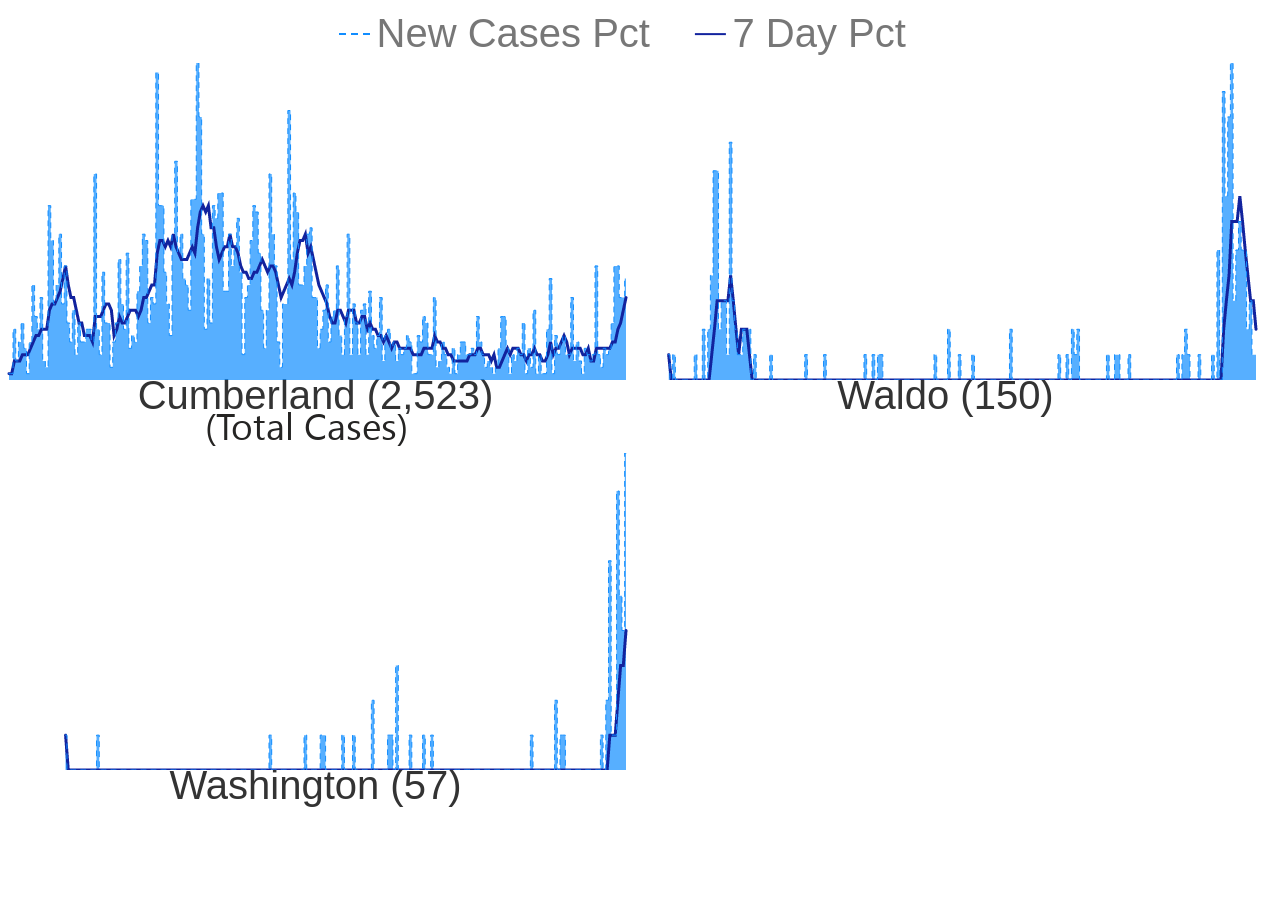 New Cases Pct 7 Day Pct
Cumberland (2,523)
(Total Cases)
Waldo (150)
Washington (57)